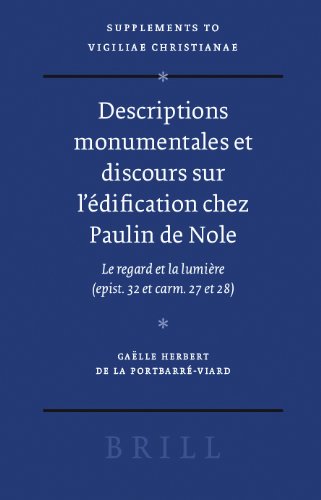 SUPPLEMENTS TO
VIGILIAE CHRISTIANAE
*
Descriptions
monumentales et
discours sur
l'édification chez
Paulin de Nole
Le regard et la lumière
(epist. 32 et carm. 27 et 28)
*
GAËLLE HERBERT
DE LA PORTBARRÉ-VIARD
BRILL